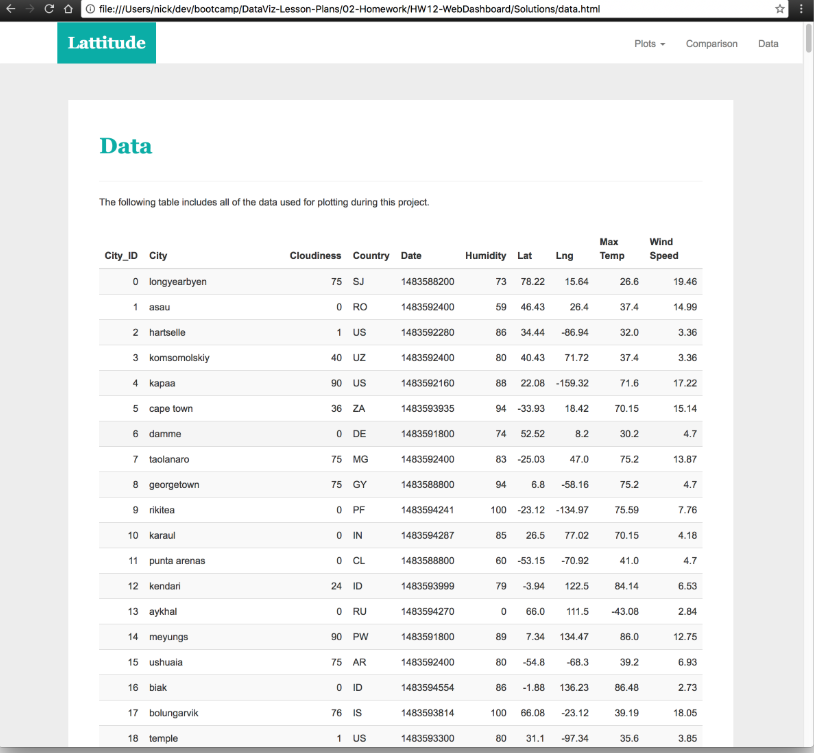 file:///Users/nick/dev/bootcamp/DataViz-Lesson-Plans/02-Homework/HW12-WebDashboard/Solutions/data.html
Lattitude Plots Comparison Data
Data
The following table includes all of the data used for plotting during this project.
City_ID City Cloudiness Country Date Humidity Lat Lng Max Temp Wind Speed
0 longyearbyen 75 SJ 1483588200 73 78.22 15.64 26.6 19.46
1 asau 0 RO 1483592400 59 46.43 26.4 37.4 14.99
2 hartselle 1 US 1483592280 86 34.44 -86.94 32.0 3.36
3 komsomolskiy 40 UZ 1483592400 80 40.43 71.72 37.4 3.36
4 kapaa 90 US 1483592160 88 22.08 -159.32 71.6 17.22
5 cape town 36 ZA 1483593935 94 -33.93 18.42 70.15 15.14
6 damme 0 DE 1483591800 74 52.52 8.2 30.2 4.7
7 taolanaro 75 MG 1483592400 83 -25.03 47.0 75.2 13.87
8 georgetown 75 GY 1483588800 94 6.8 -58.16 75.2 4.7
9 rikitea 0 PF 1483594241 100 -23.12 -134.97 75.59 7.76
10 karaul 0 IN 1483594287 85 26.5 77.02 70.15 4.18
11 punta arenas 0 CL 1483588800 60 -53.15 -70.92 41.0 4.7
12 kendari 24 ID 1483593999 79 -3.94 122.5 84.14 6.53
13 aykhal 0 RU 1483594270 0 66.0 111.5 -43.08 2.84
14 meyungs 90 PW 1483591800 89 7.34 134.47 86.0 12.75
15 ushuaia 75 AR 1483592400 80 -54.8 -68.3 39.2 6.93
16 biak 0 ID 1483594554 86 -1.88 136.23 86.48 2.73
17 bolungarvik 76 IS 1483593814 100 66.08 -23.12 39.19 18.05
18 temple 1 US 1483593300 80 31.1 -97.34 35.6 3.85